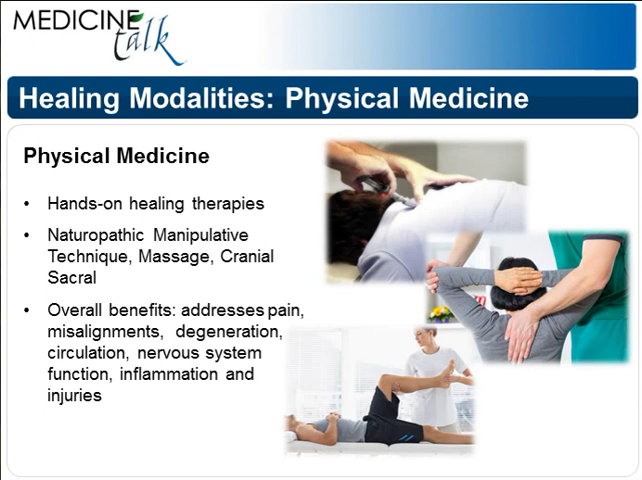 MEDICINE
talk
Healing Modalities: Physical Medicine
Physical Medicine
• Hands-on healing therapies
• Naturopathic Manipulative
Technique, Massage, Cranial
Sacral
• Overall benefits: addresses pain,
misalignments, degeneration,
circulation, nervous system
function, inflammation and
injuries